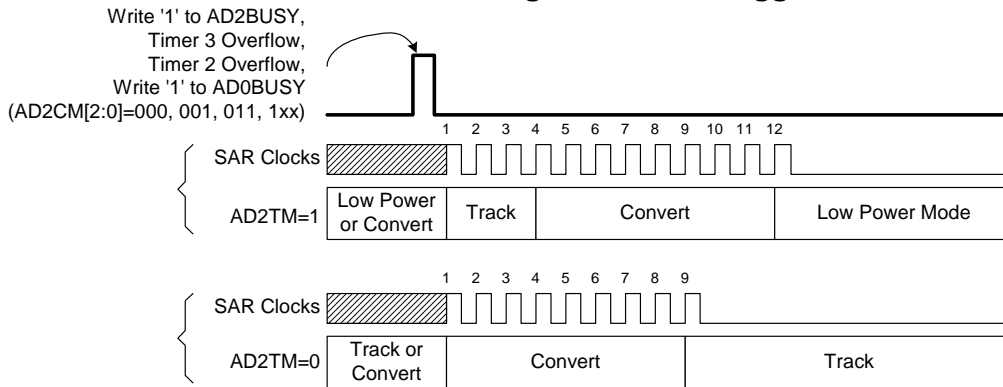 Write '1' to AD2BUSY,
Timer 3 Overflow,
Timer 2 Overflow,
Write '1' to AD0BUSY
(AD2CM[2:0]=000, 001, 011, 1xx)
1 2 3 4 5 6 7 8 9 10 11 12
SAR Clocks
AD2TM=1
Low Power
or Convert
Track
Convert
Low Power Mode
1 2 3 4 5 6 7 8 9
SAR Clocks
AD2TM=0
Track or
Convert
Convert
Track